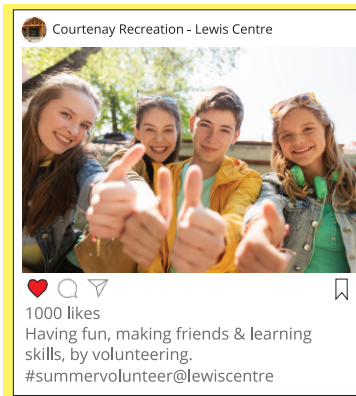 Courtenay Recreation - Lewis Centre
1000 likes
Having fun, making friends & learning
skills, by volunteering.
#summervolunteer@lewiscentre